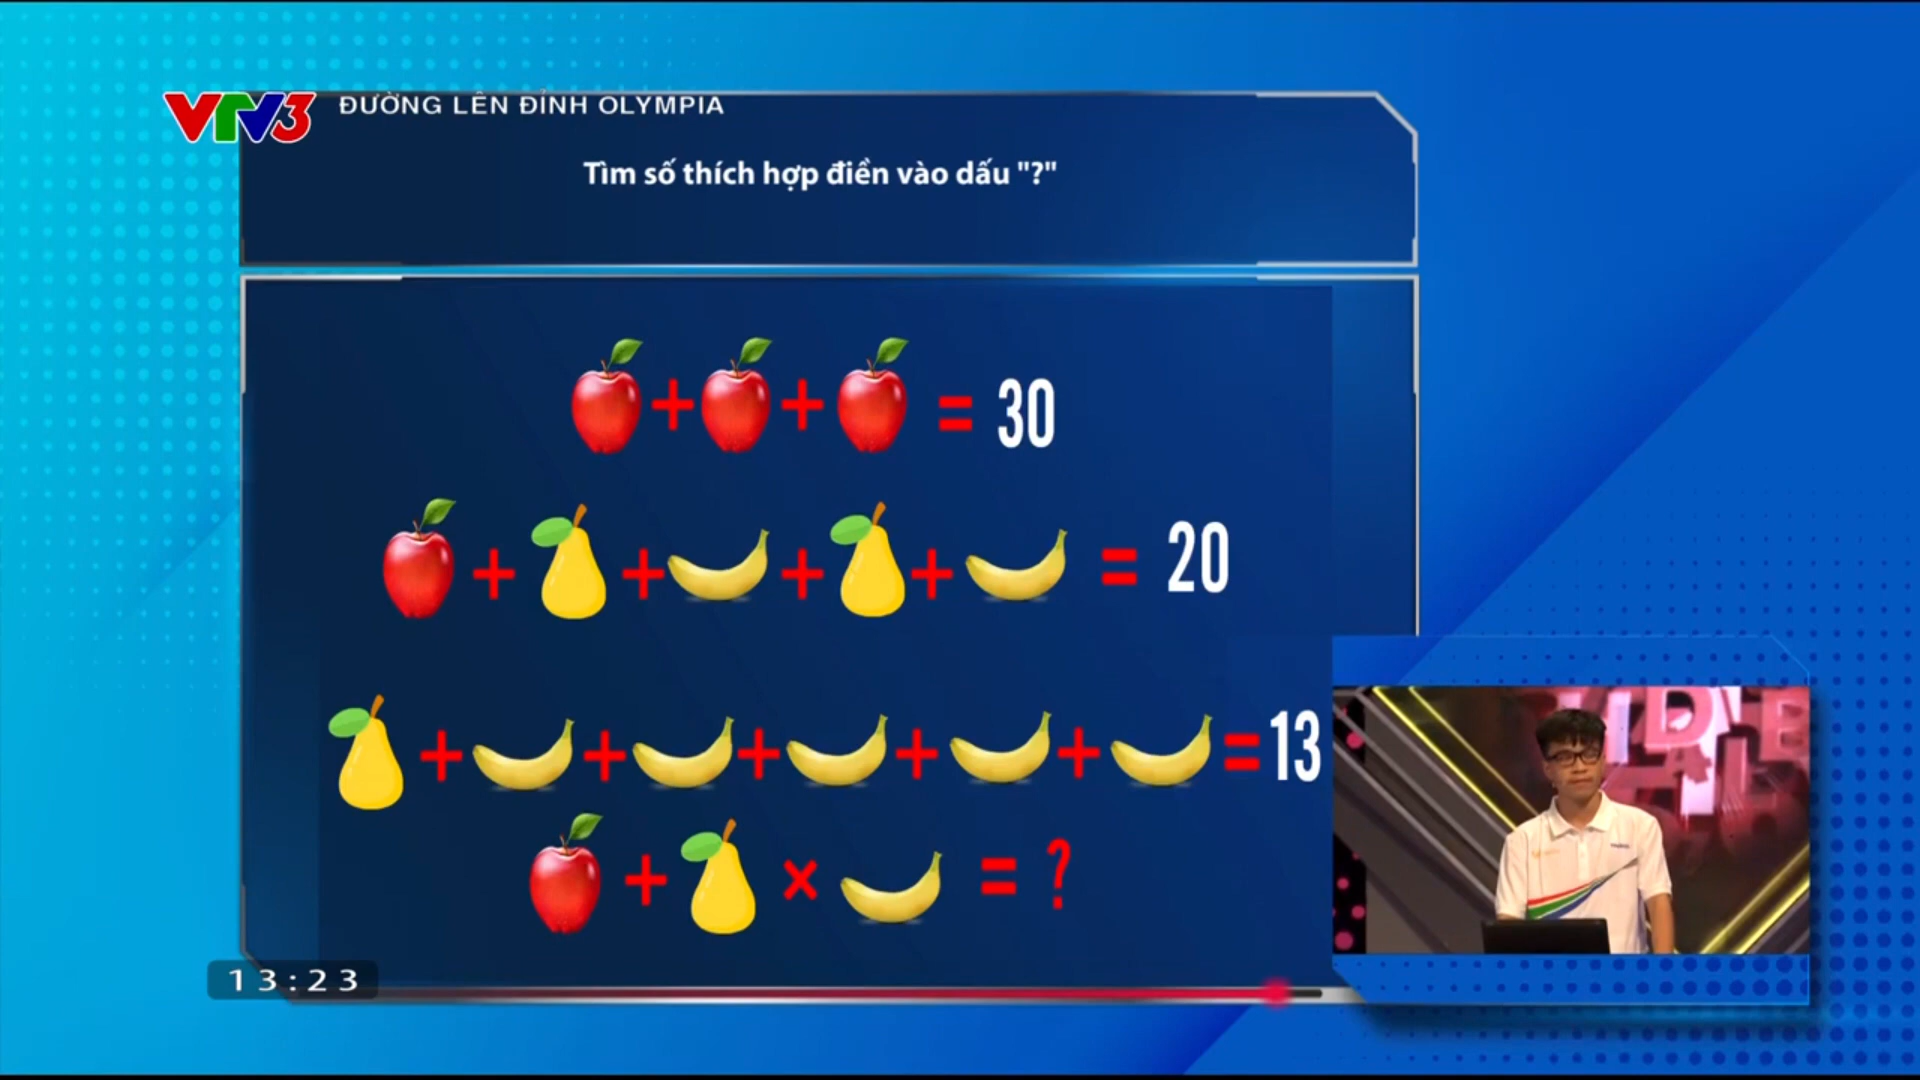 VTV3 ĐƯỜNG LÊN ĐỈNH OLYMPIA
Tìm số thích hợp điền vào dấu "?"
+ + = 30
+ + + + = 20
+ + + + + = 13
+ × = ?
13:23